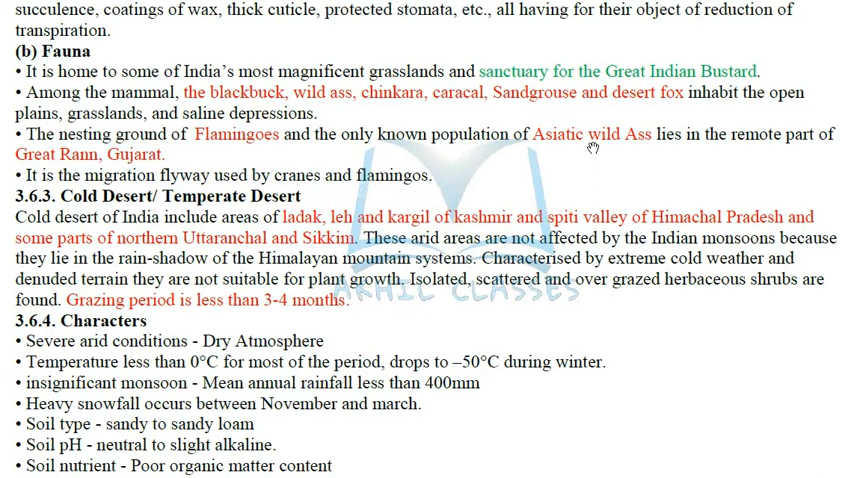 succulence, coatings of wax, thick cuticle, protected stomata, etc., all having for their object of reduction of
transpiration.
(b) Fauna
• It is home to some of India's most magnificent grasslands and sanctuary for the Great Indian Bustard.
• Among the mammal, the blackbuck, wild ass, chinkara, caracal, Sandgrouse and desert fox inhabit the open
plains, grasslands, and saline depressions.
• The nesting ground of Flamingoes and the only known population of Asiatic wild Ass lies in the remote part of
Great Rann, Gujarat.
• It is the migration flyway used by cranes and flamingos.
3.6.3. Cold Desert/ Temperate Desert
Cold desert of India include areas of ladak, leh and kargil of kashmir and spiti valley of Himachal Pradesh and
some parts of northern Uttaranchal and Sikkim. These arid areas are not affected by the Indian monsoons because
they lie in the rain-shadow of the Himalayan mountain systems. Characterised by extreme cold weather and
denuded terrain they are not suitable for plant growth. Isolated, scattered and over grazed herbaceous shrubs are
found. Grazing period is less than 3-4 months.
AKHIL CLASSES
3.6.4. Characters
• Severe arid conditions - Dry Atmosphere
• Temperature less than 0°C for most of the period, drops to –50°C during winter.
• insignificant monsoon - Mean annual rainfall less than 400mm
• Heavy snowfall occurs between November and march.
• Soil type - sandy to sandy loam
• Soil pH - neutral to slight alkaline.
• Soil nutrient - Poor organic matter content